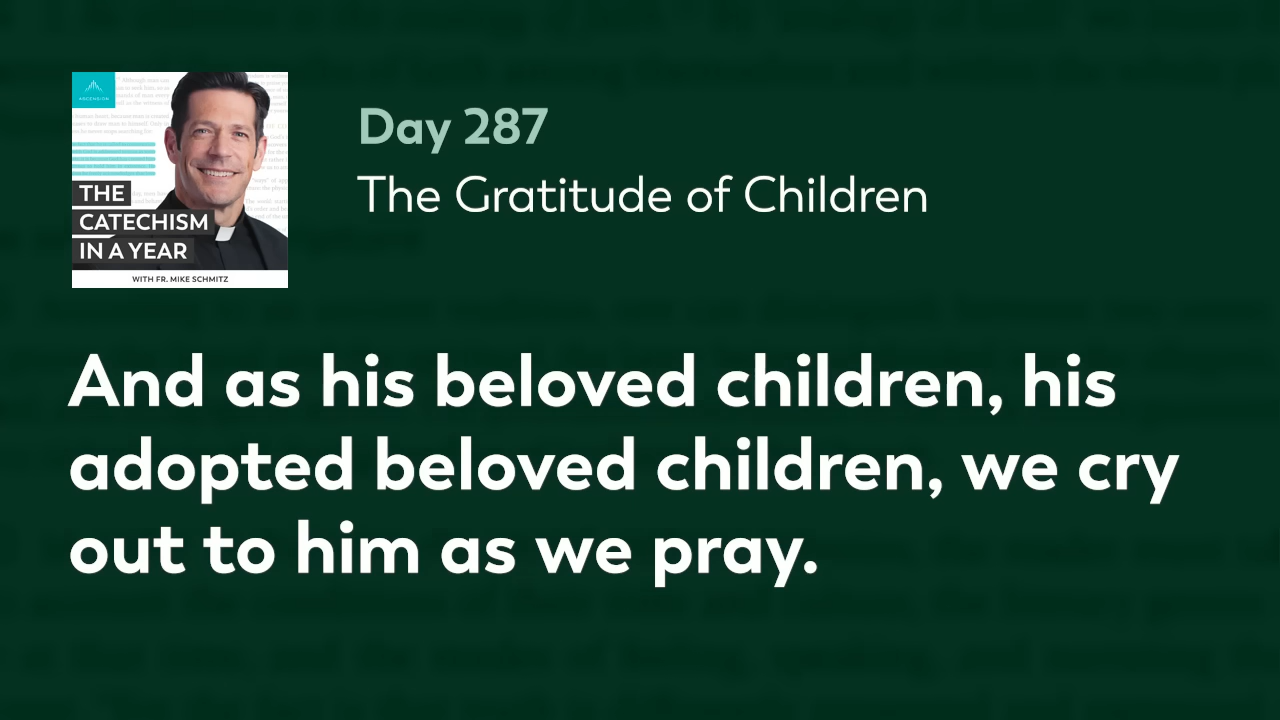 ASCENSION
THE
CATECHISM
IN A YEAR
WITH FR. MIKE SCHMITZ
Day 287
The Gratitude of Children
And as his beloved children, his
adopted beloved children, we cry
out to him as we pray.